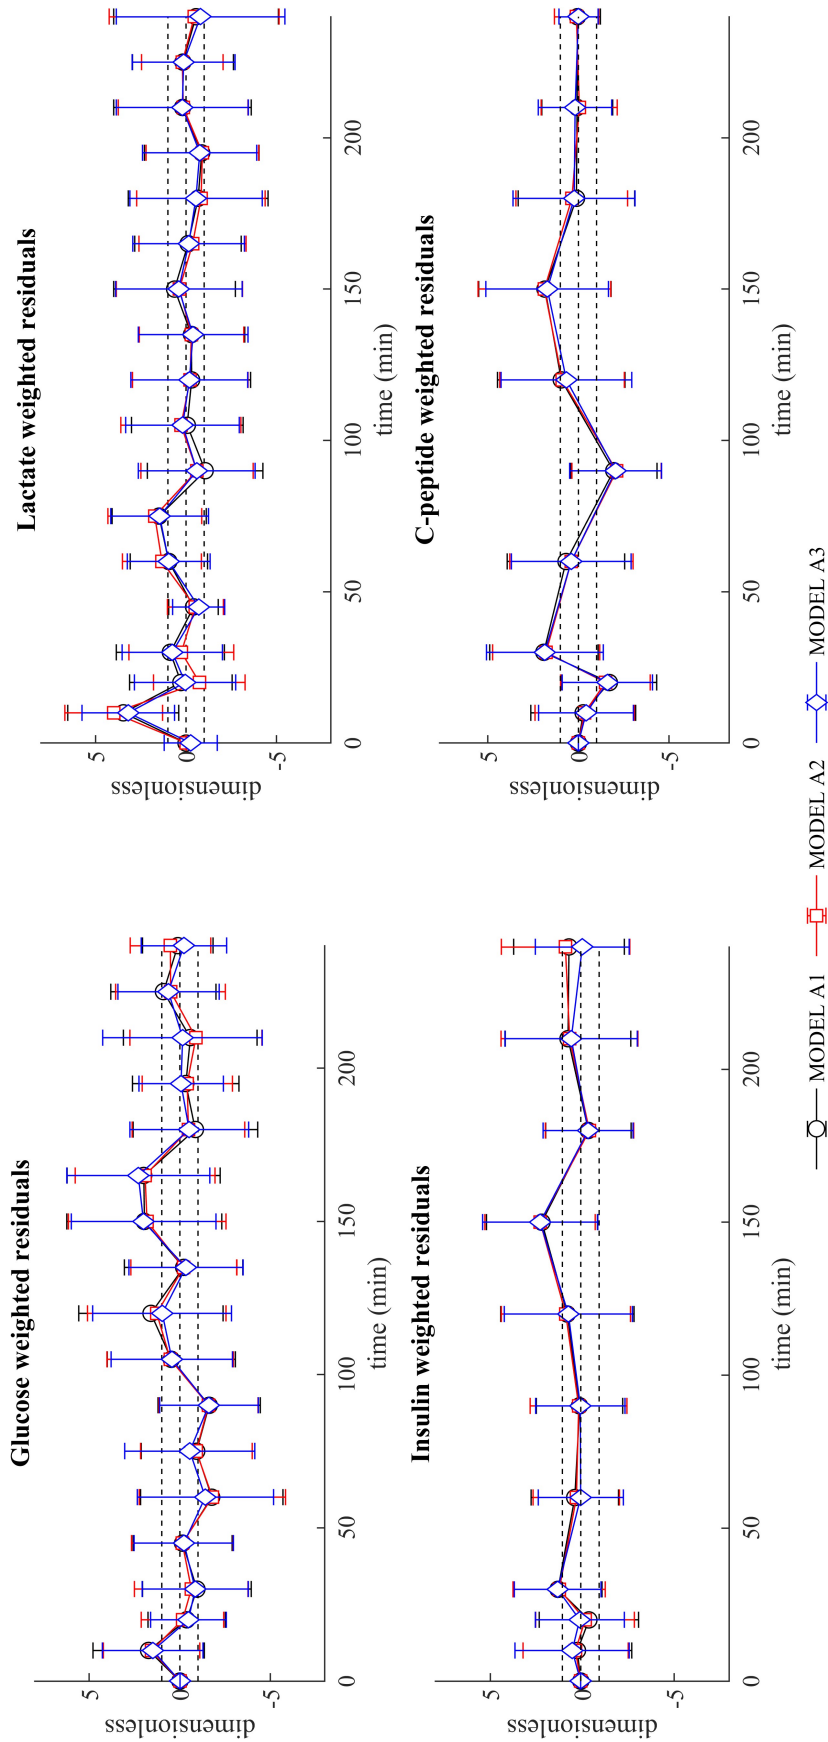 Glucose weighted residuals
5
0
-5
dimensionless
0
50
100
150
200
time (min)
Lactate weighted residuals
5
0
-5
dimensionless
0
50
100
150
200
time (min)
Insulin weighted residuals
5
0
-5
dimensionless
0
50
100
150
200
time (min)
C-peptide weighted residuals
5
0
-5
dimensionless
0
50
100
150
200
time (min)
MODEL A1 MODEL A2 MODEL A3